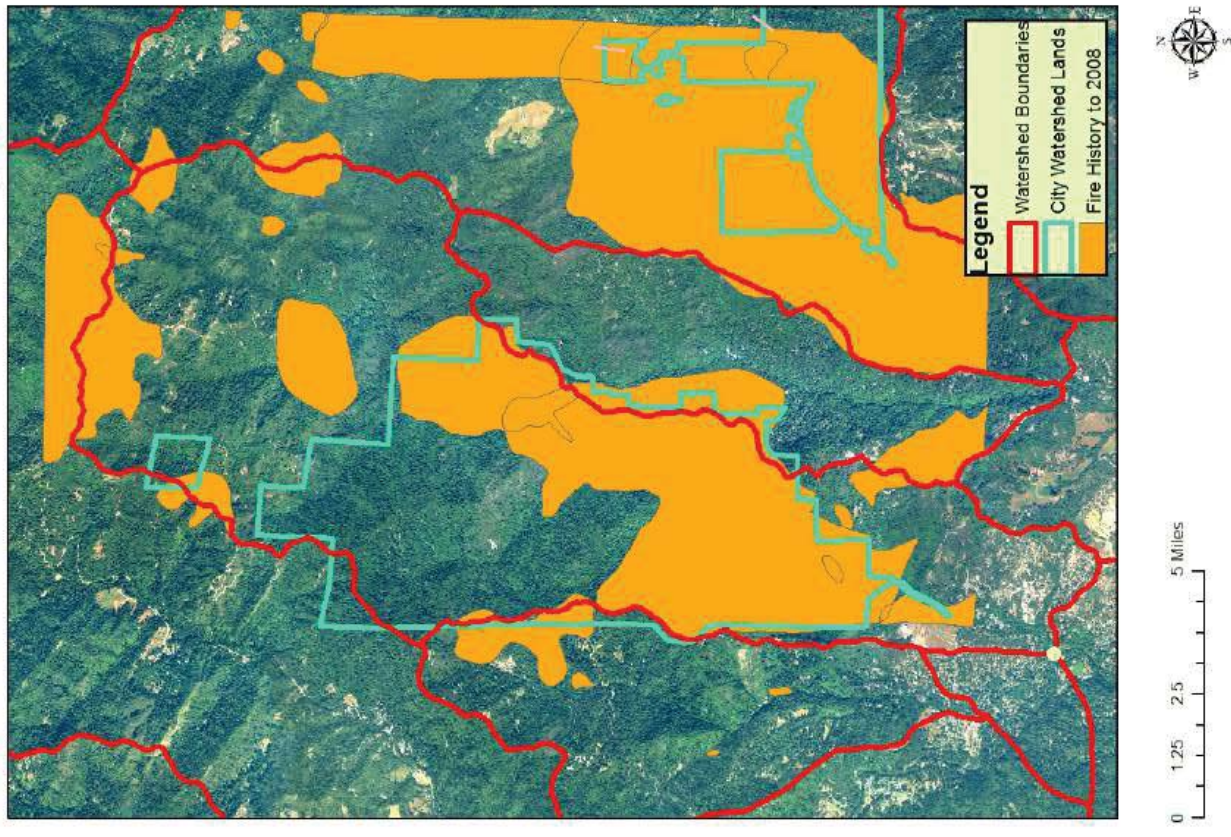 Legend
Watershed Boundaries
City Watershed Lands
Fire History to 2008
N
W
E
S
0 1.25 2.5 5 Miles